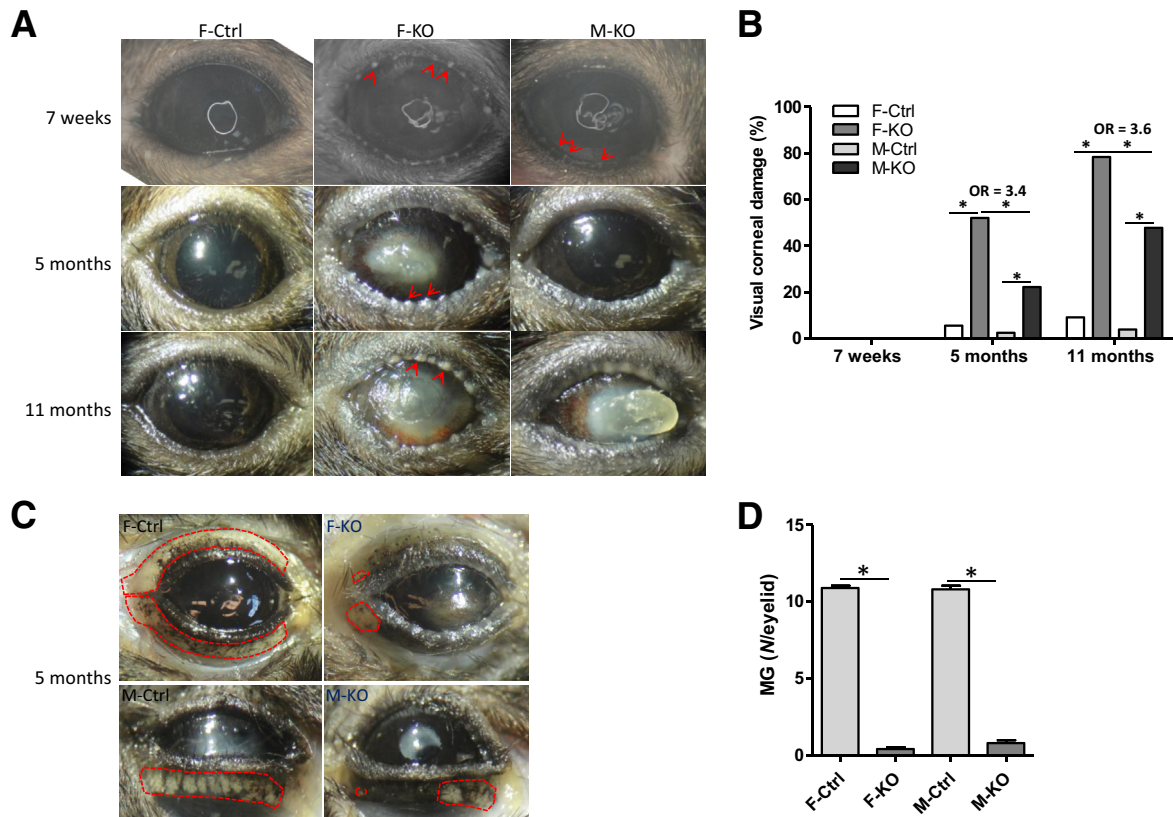 A
F-Ctrl F-KO M-KO
7 weeks
5 months
11 months
B
Visual corneal damage (%)
100
80
60
40
20
0
F-Ctrl
F-KO
M-Ctrl
M-KO
OR = 3.4
* *
*
OR = 3.6
* *
*
7 weeks 5 months 11 months
C
F-Ctrl F-KO
5 months
M-Ctrl M-KO
D
MG (N/eyelid)
15
10
5
0
* *
F-Ctrl F-KO M-Ctrl M-KO